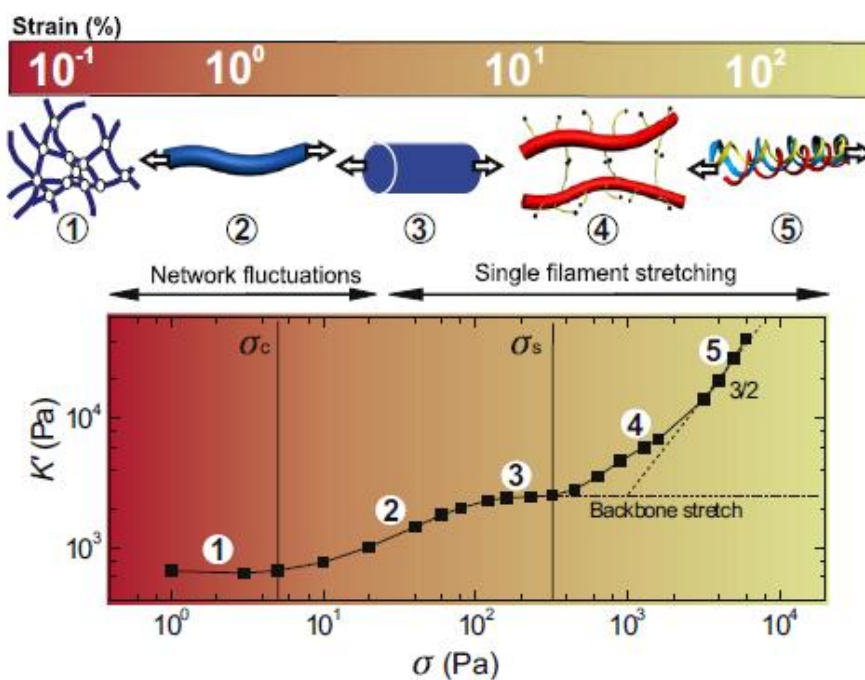 Strain (%)
10⁻¹ 10⁰ 10¹ 10²
① ② ③ ④ ⑤
Network fluctuations Single filament stretching
σc σs
5
3/2
4
10⁴
3
2
Backbone stretch
1
10³
K' (Pa)
10⁰ 10¹ 10² 10³ 10⁴
σ (Pa)